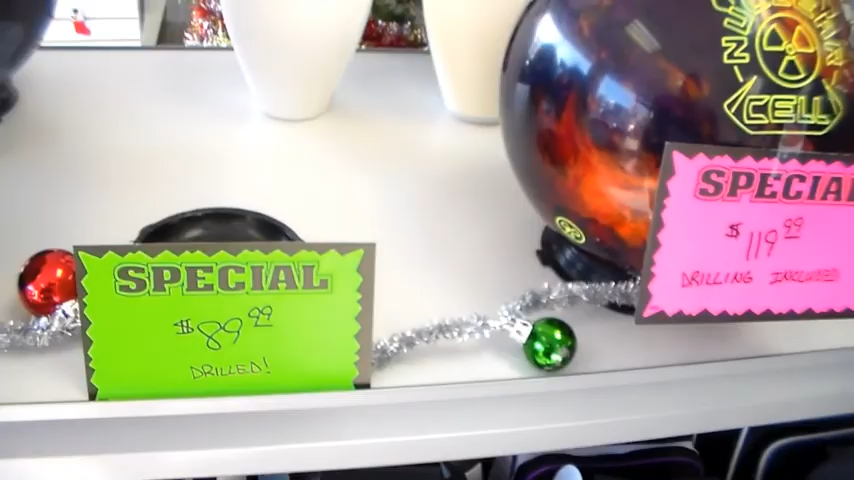 NUCLEAR
CELL
SPECIAL
$119.99
DRILLING INCLUDED
SPECIAL
$89.99
DRILLED!